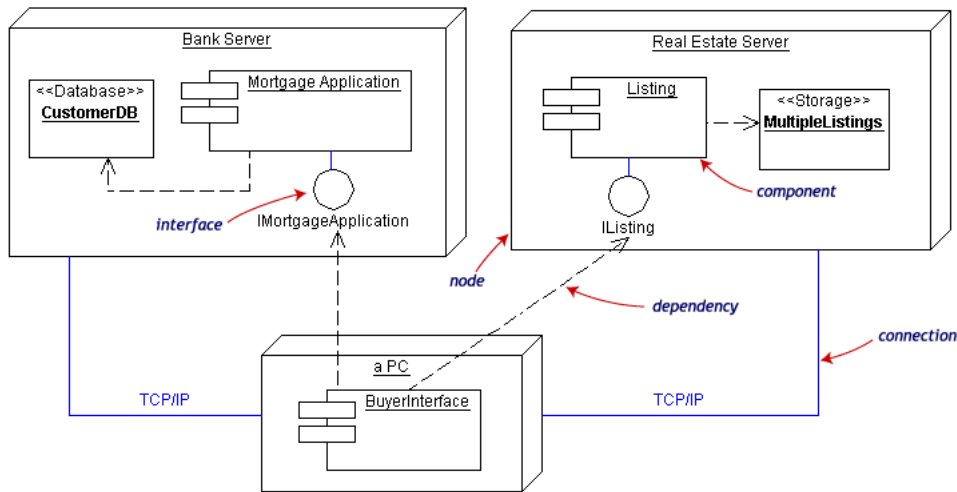 Bank Server
<<Database>>
CustomerDB
Mortgage Application
interface
IMortgageApplication
Real Estate Server
Listing
<<Storage>>
MultipleListings
component
IListing
node
dependency
connection
a PC
BuyerInterface
TCP/IP
TCP/IP